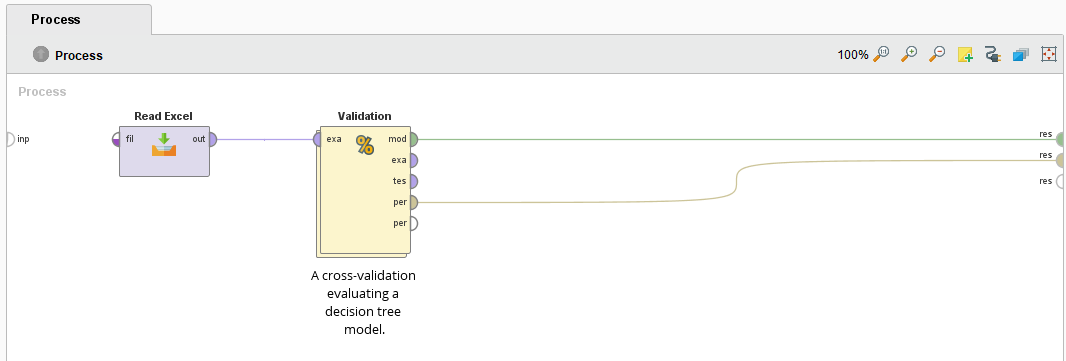 Process
Process
100%
Process
Read Excel
Validation
inp
fil
out
exa
mod
exa
tes
per
per
res
res
res
A cross-validation
evaluating a
decision tree
model.